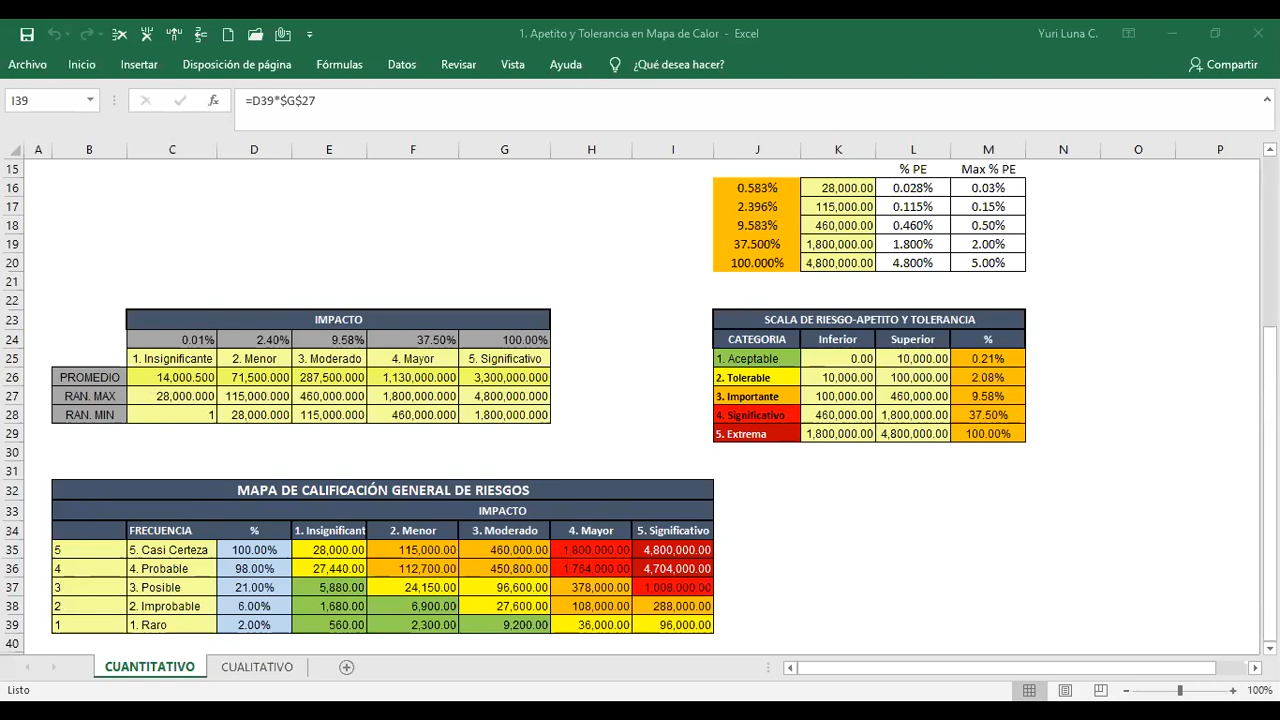 1. Apetito y Tolerancia en Mapa de Calor - Excel Yuri Luna C.
Archivo Inicio Insertar Disposición de página Fórmulas Datos Revisar Vista Ayuda ¿Qué desea hacer? Compartir
I39 fx =D39*$G$27
A B C D E F G H I J K L M N O P
15 % PE Max % PE
16 0.583% 28,000.00 0.028% 0.03%
17 2.396% 115,000.00 0.115% 0.15%
18 9.583% 460,000.00 0.460% 0.50%
19 37.500% 1,800,000.00 1.800% 2.00%
20 100.000% 4,800,000.00 4.800% 5.00%
21
22
23 IMPACTO SCALA DE RIESGO-APETITO Y TOLERANCIA
24 0.01% 2.40% 9.58% 37.50% 100.00% CATEGORIA Inferior Superior %
25 1. Insignificante 2. Menor 3. Moderado 4. Mayor 5. Significativo 1. Aceptable 0.00 10,000.00 0.21%
26 PROMEDIO 14,000.500 71,500.000 287,500.000 1,130,000.000 3,300,000.000 2. Tolerable 10,000.00 100,000.00 2.08%
27 RAN. MAX 28,000.000 115,000.000 460,000.000 1,800,000.000 4,800,000.000 3. Importante 100,000.00 460,000.00 9.58%
28 RAN. MIN 1 28,000.000 115,000.000 460,000.000 1,800,000.000 4. Significativo 460,000.00 1,800,000.00 37.50%
29 5. Extrema 1,800,000.00 4,800,000.00 100.00%
30
31
32 MAPA DE CALIFICACIÓN GENERAL DE RIESGOS
33 IMPACTO
34 FRECUENCIA % 1. Insignificant 2. Menor 3. Moderado 4. Mayor 5. Significativo
35 5 5. Casi Certeza 100.00% 28,000.00 115,000.00 460,000.00 1,800,000.00 4,800,000.00
36 4 4. Probable 98.00% 27,440.00 112,700.00 450,800.00 1,764,000.00 4,704,000.00
37 3 3. Posible 21.00% 5,880.00 24,150.00 96,600.00 378,000.00 1,008,000.00
38 2 2. Improbable 6.00% 1,680.00 6,900.00 27,600.00 108,000.00 288,000.00
39 1 1. Raro 2.00% 560.00 2,300.00 9,200.00 36,000.00 96,000.00
40
CUANTITATIVO CUALITATIVO
Listo 100%